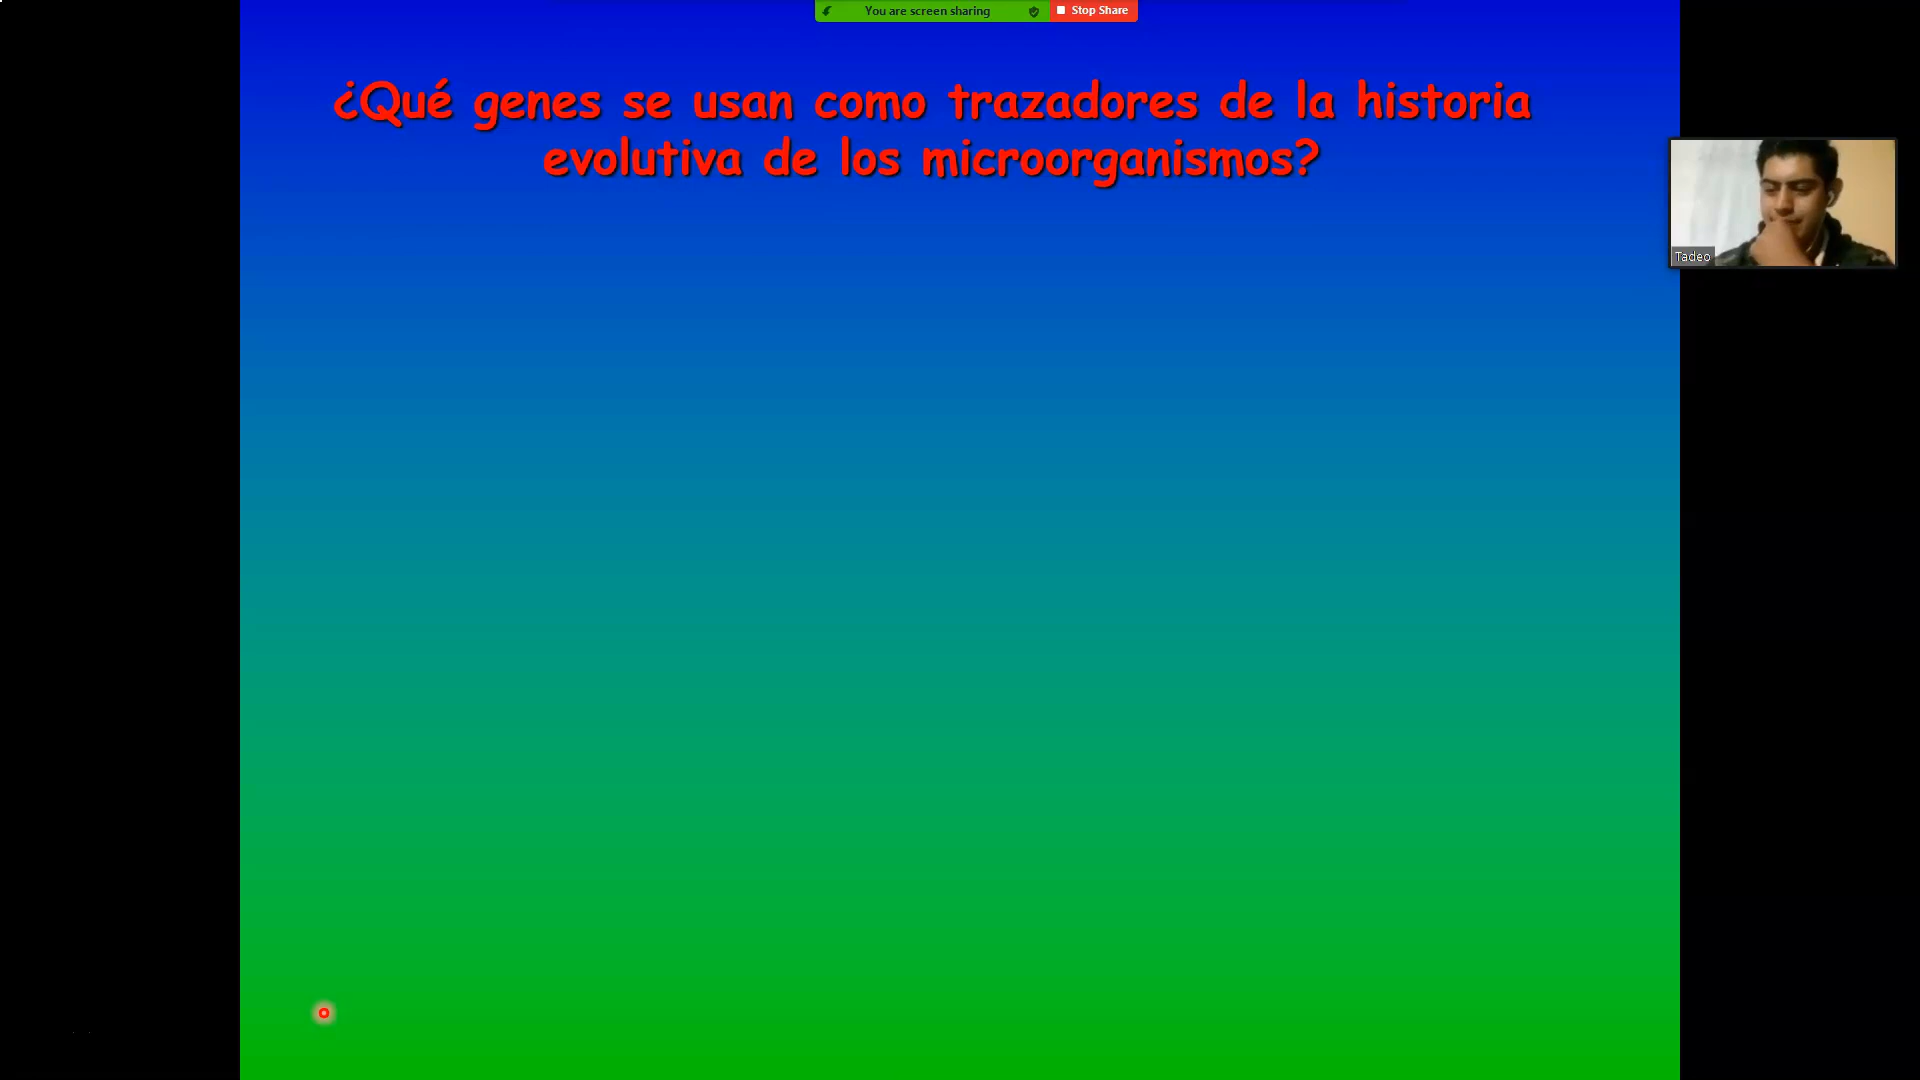 You are screen sharing
Stop Share
¿Qué genes se usan como trazadores de la historia
evolutiva de los microorganismos?
Tadeo